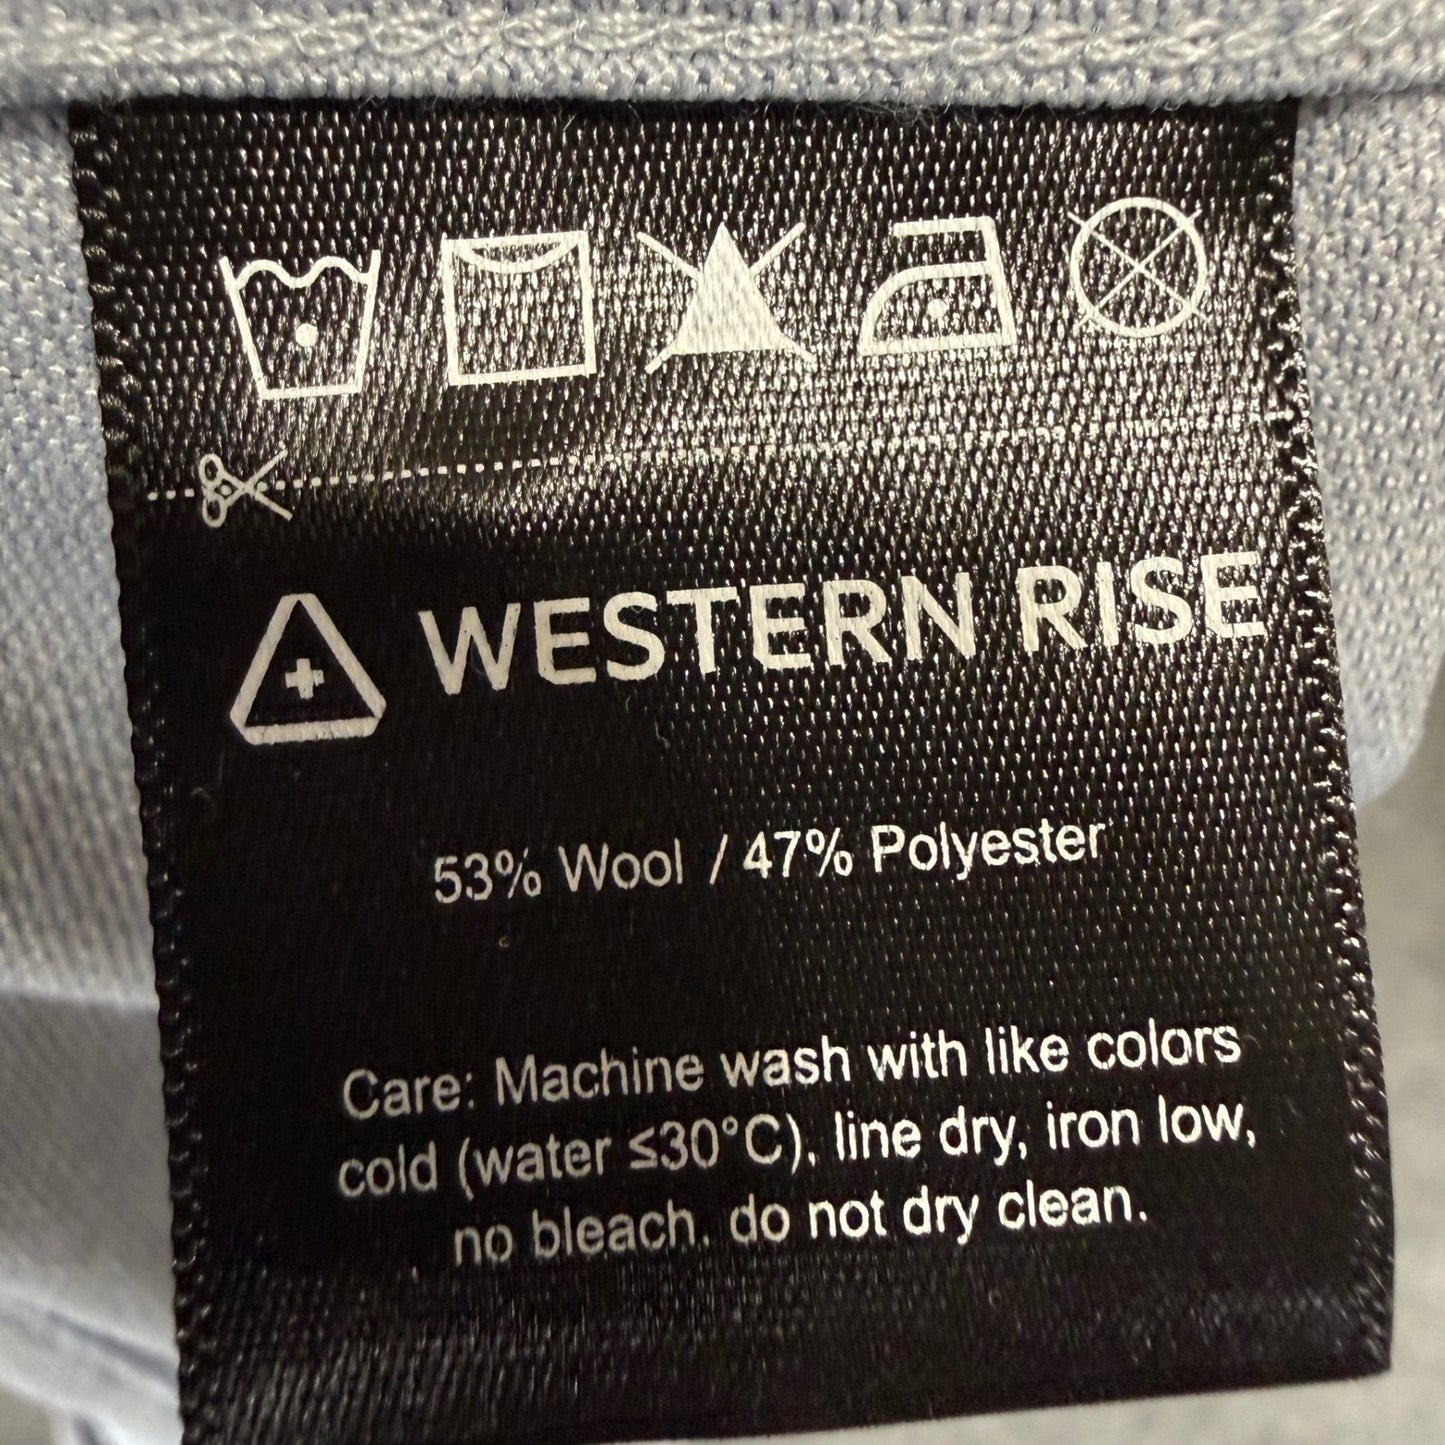 WESTERN RISE
53% Wool / 47% Polyester
Care: Machine wash with like colors
cold (water ≤30°C), line dry, iron low,
no bleach. do not dry clean.